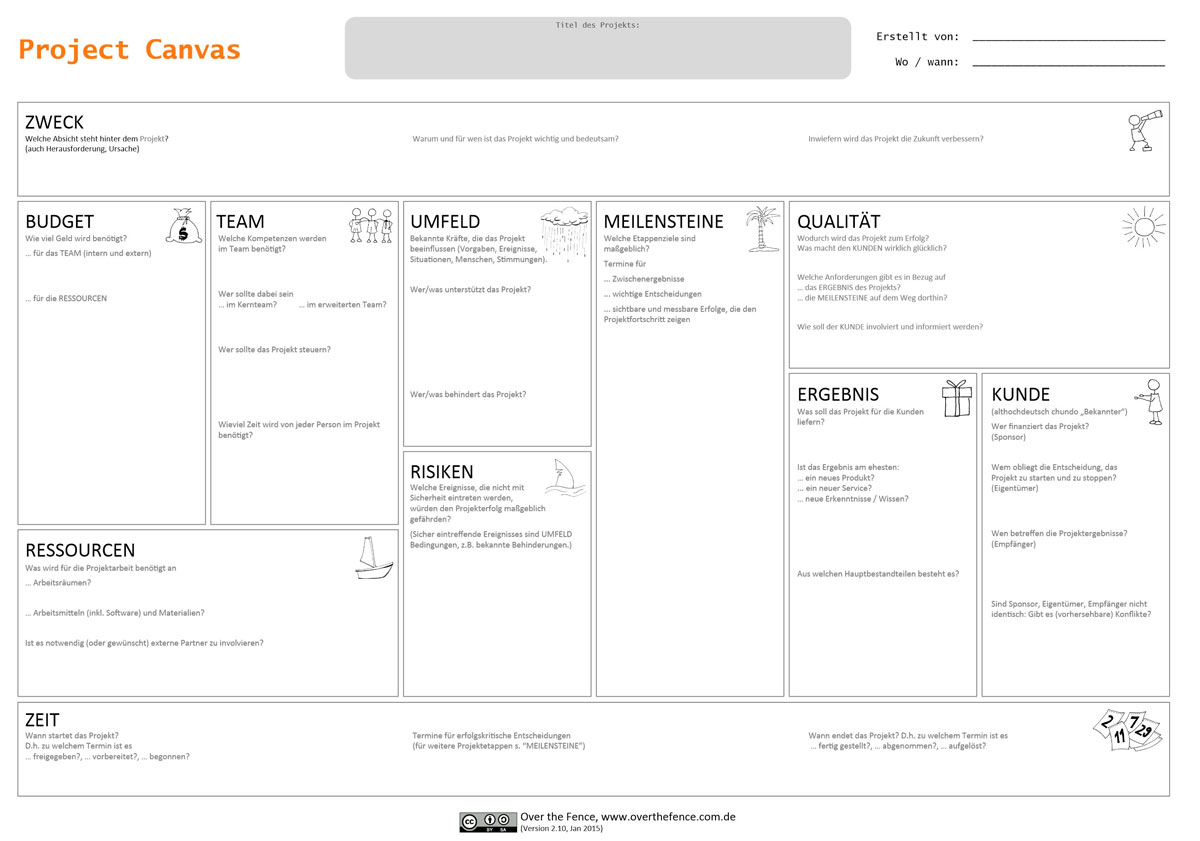 Project Canvas
Titel des Projekts:
Erstellt von:
Wo / wann:
ZWECK
Welche Absicht steht hinter dem Projekt?
(auch Herausforderung, Ursache)
Warum und für wen ist das Projekt wichtig und bedeutsam?
Inwiefern wird das Projekt die Zukunft verbessern?
BUDGET
Wie viel Geld wird benötigt?
... für das TEAM (intern und extern)
... für die RESSOURCEN
$
TEAM
Welche Kompetenzen werden
im Team benötigt?
Wer sollte dabei sein
... im Kernteam? ... im erweiterten Team?
Wer sollte das Projekt steuern?
Wieviel Zeit wird von jeder Person im Projekt
benötigt?
UMFELD
Bekannte Kräfte, die das Projekt
beeinflussen (Vorgaben, Ereignisse,
Situationen, Menschen, Stimmungen).
Wer/was unterstützt das Projekt?
Wer/was behindert das Projekt?
RISIKEN
Welche Ereignisse, die nicht mit
Sicherheit eintreten werden,
würden den Projekterfolg maßgeblich
gefährden?
(Sicher eintreffende Ereignisses sind UMFELD
Bedingungen, z.B. bekannte Behinderungen.)
MEILENSTEINE
Welche Etappenziele sind
maßgeblich?
Termine für
... Zwischenergebnisse
... wichtige Entscheidungen
... sichtbare und messbare Erfolge, die den
Projektfortschritt zeigen
QUALITÄT
Wodurch wird das Projekt zum Erfolg?
Was macht den KUNDEN wirklich glücklich?
Welche Anforderungen gibt es in Bezug auf
... das ERGEBNIS des Projekts?
... die MEILENSTEINE auf dem Weg dorthin?
Wie soll der KUNDE involviert und informiert werden?
ERGEBNIS
Was soll das Projekt für die Kunden
liefern?
Ist das Ergebnis am ehesten:
... ein neues Produkt?
... ein neuer Service?
... neue Erkenntnisse / Wissen?
Aus welchen Hauptbestandteilen besteht es?
KUNDE
(althochdeutsch chundo „Bekannter“)
Wer finanziert das Projekt?
(Sponsor)
Wem obliegt die Entscheidung, das
Projekt zu starten und zu stoppen?
(Eigentümer)
Wen betreffen die Projektergebnisse?
(Empfänger)
Sind Sponsor, Eigentümer, Empfänger nicht
identisch: Gibt es (vorhersehbare) Konflikte?
RESSOURCEN
Was wird für die Projektarbeit benötigt an
... Arbeitsräumen?
... Arbeitsmitteln (inkl. Software) und Materialien?
Ist es notwendig (oder gewünscht) externe Partner zu involvieren?
ZEIT
Wann startet das Projekt?
D.h. zu welchem Termin ist es
... freigegeben?, ... vorbereitet?, ... begonnen?
Termine für erfolgskritische Entscheidungen
(für weitere Projektetappen s. "MEILENSTEINE")
Wann endet das Projekt? D.h. zu welchem Termin ist es
... fertig gestellt?, ... abgenommen?, ... aufgelöst?
2 7
11 29
cc BY SA
Over the Fence, www.overthefence.com.de
(Version 2.10, Jan 2015)